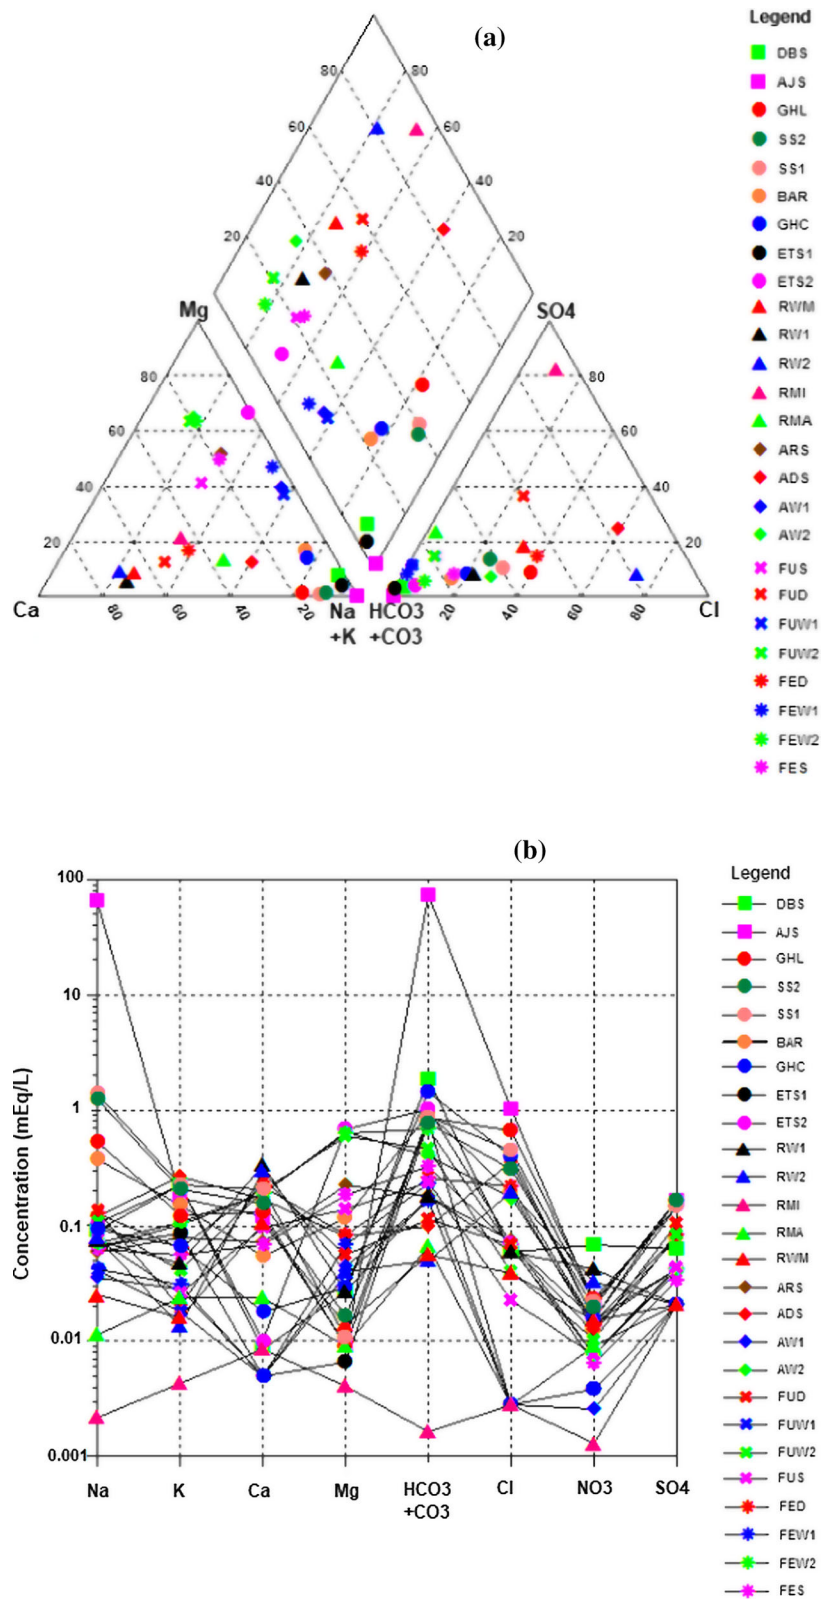 (a)
Legend
DBS
AJS
GHL
SS2
SS1
BAR
GHC
ETS1
ETS2
RWM
RW1
RW2
RMI
RMA
ARS
ADS
AW1
AW2
FUS
FUD
FUW1
FUW2
FED
FEW1
FEW2
FES
80 80
60 60
40 40
20 20
Mg SO4
80 80
60 60
40 40
20 20
Ca Na +K HCO3 +CO3 Cl
80 60 40 20 20 40 60 80
(b)
Legend
DBS
AJS
GHL
SS2
SS1
BAR
GHC
ETS1
ETS2
RW1
RW2
RMI
RMA
RWM
ARS
ADS
AW1
AW2
FUD
FUW1
FUW2
FUS
FED
FEW1
FEW2
FES
Concentration (mEq/L)
100
10
1
0.1
0.01
0.001
Na K Ca Mg HCO3 Cl NO3 SO4
+CO3